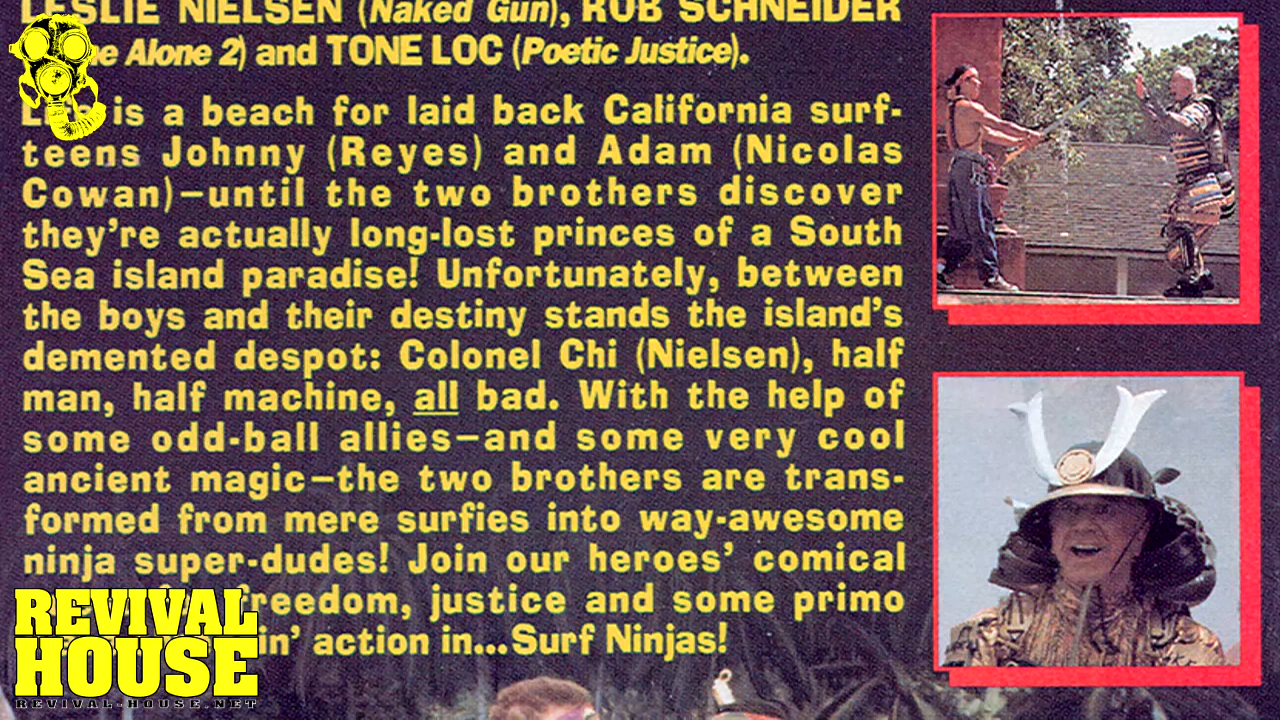 LESLIE NIELSEN (Naked Gun), ROB SCHNEIDER
Alone 2) and TONE LOC (Poetic Justice).
is a beach for laid back California surf-
teens Johnny (Reyes) and Adam (Nicolas
Cowan)—until the two brothers discover
they're actually long-lost princes of a South
Sea island paradise! Unfortunately, between
the boys and their destiny stands the island's
demented despot: Colonel Chi (Nielsen), half
man, half machine, all bad. With the help of
some odd-ball allies—and some very cool
ancient magic—the two brothers are trans-
formed from mere surfies into way-awesome
ninja super-dudes! Join our heroes' comical
freedom, justice and some primo
in' action in...Surf Ninjas!
REVIVAL
HOUSE
REVIVAL-HOUSE.NET